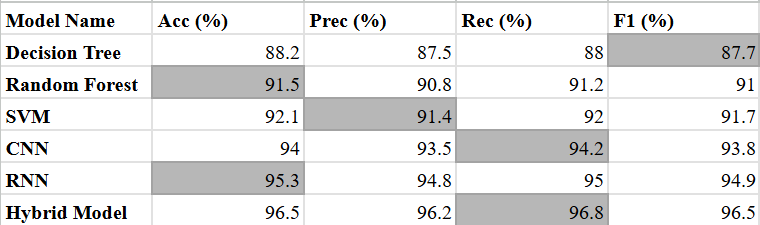 Model Name Acc (%) Prec (%) Rec (%) F1 (%)
Decision Tree 88.2 87.5 88 87.7
Random Forest 91.5 90.8 91.2 91
SVM 92.1 91.4 92 91.7
CNN 94 93.5 94.2 93.8
RNN 95.3 94.8 95 94.9
Hybrid Model 96.5 96.2 96.8 96.5